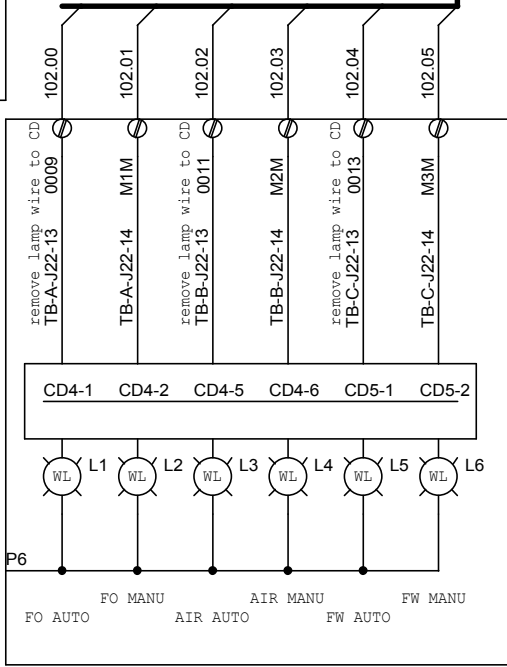 102.00
102.01
102.02
102.03
102.04
102.05
remove lamp wire to CD
TB-A-J22-13 0009
TB-A-J22-14 M1M
remove lamp wire to CD
TB-B-J22-13 0011
TB-B-J22-14 M2M
remove lamp wire to CD
TB-C-J22-13 0013
TB-C-J22-14 M3M
CD4-1 CD4-2 CD4-5 CD4-6 CD5-1 CD5-2
WL L1 WL L2 WL L3 WL L4 WL L5 WL L6
P6
FO MANU AIR MANU FW MANU
FO AUTO AIR AUTO FW AUTO